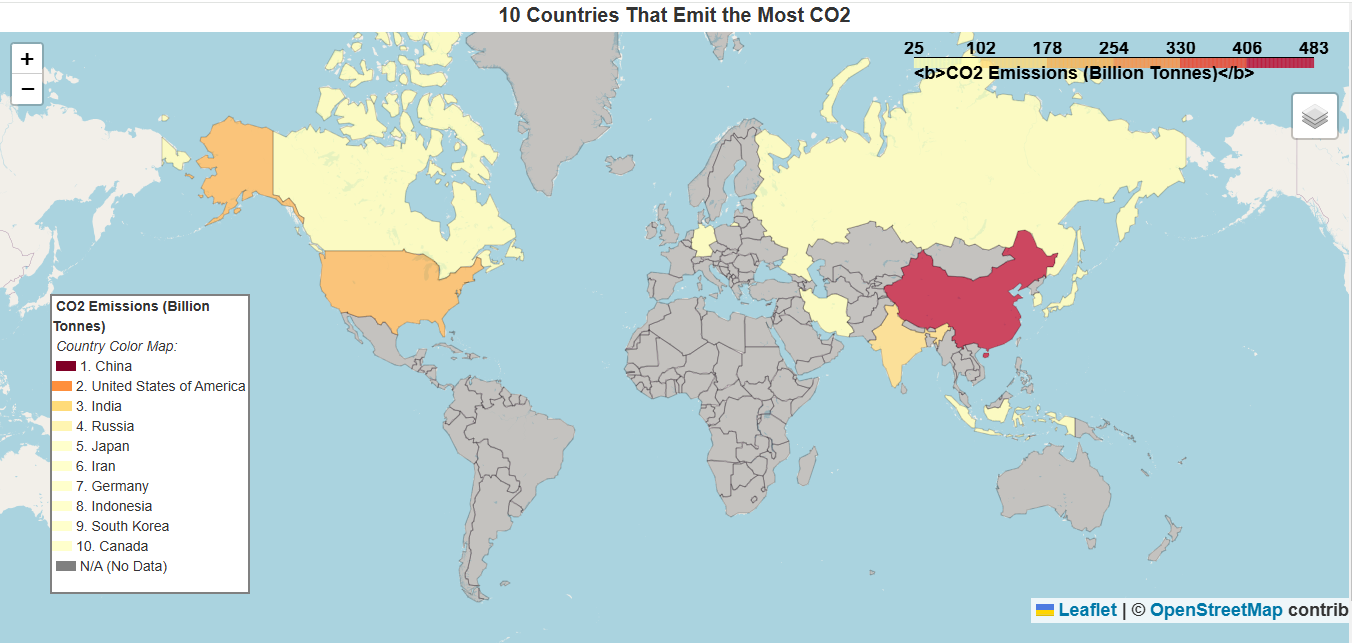 10 Countries That Emit the Most CO2
+
−
25 102 178 254 330 406 483
<b>CO2 Emissions (Billion Tonnes)</b>
CO2 Emissions (Billion
Tonnes)
Country Color Map:
1. China
2. United States of America
3. India
4. Russia
5. Japan
6. Iran
7. Germany
8. Indonesia
9. South Korea
10. Canada
N/A (No Data)
Leaflet | © OpenStreetMap contrib